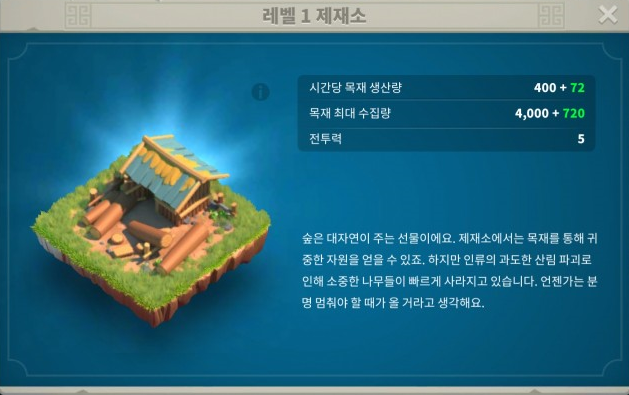 레벨 1 제재소
시간당 목재 생산량 400 + 72
목재 최대 수집량 4,000 + 720
전투력 5
숲은 대자연이 주는 선물이에요. 제재소에서는 목재를 통해 귀
중한 자원을 얻을 수 있죠. 하지만 인류의 과도한 산림 파괴로
인해 소중한 나무들이 빠르게 사라지고 있습니다. 언젠가는 분
명 멈춰야 할 때가 올 거라고 생각해요.